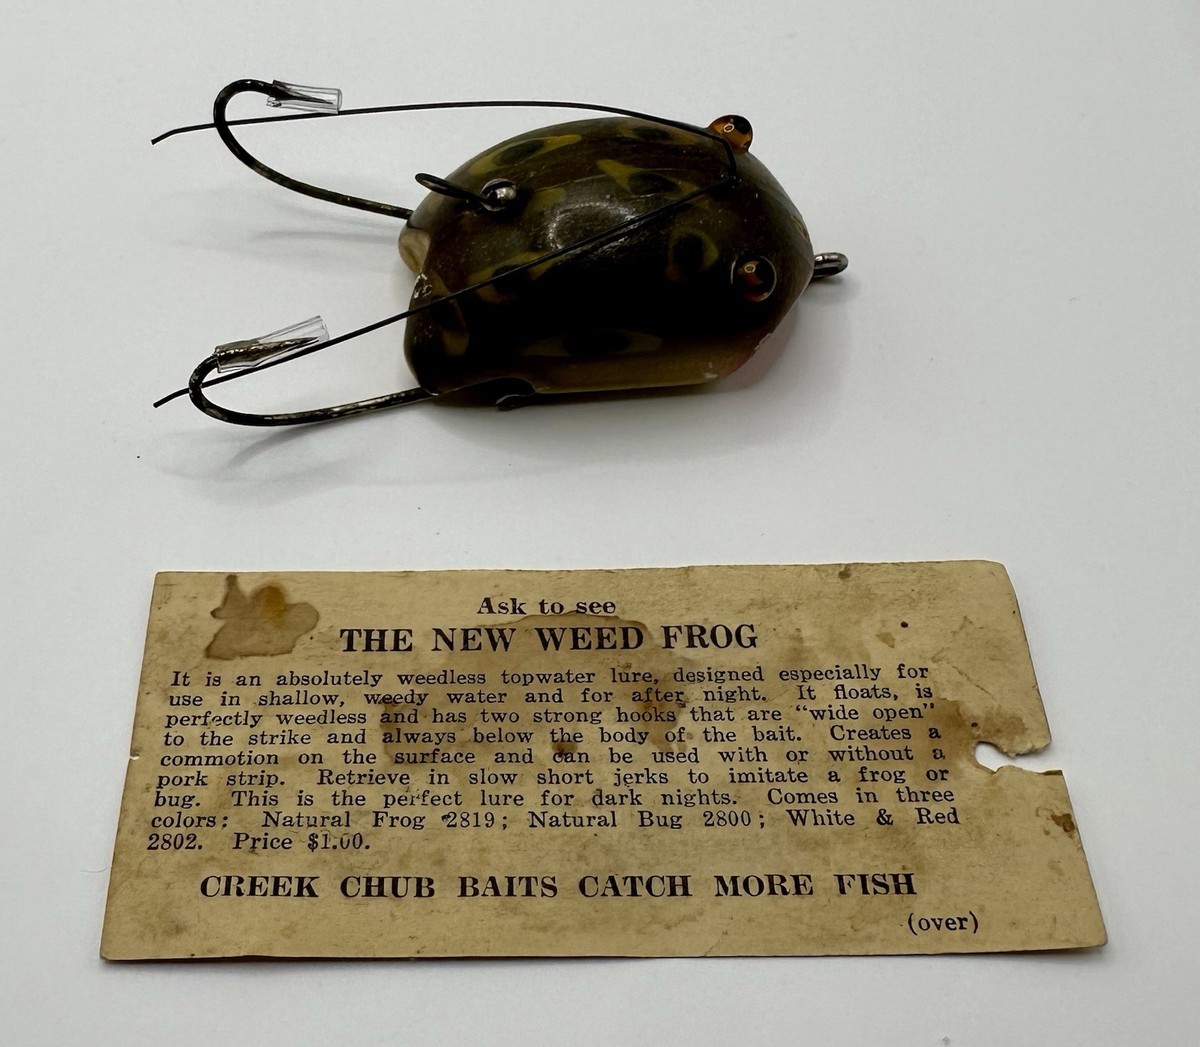 Ask to see
THE NEW WEED FROG
It is an absolutely weedless topwater lure, designed especially for
use in shallow, weedy water and for after night. It floats, is
perfectly weedless and has two strong hooks that are “wide open”
to the strike and always below the body of the bait. Creates a
commotion on the surface and can be used with or without a
pork strip. Retrieve in slow short jerks to imitate a frog or
bug. This is the perfect lure for dark nights. Comes in three
colors: Natural Frog 2819; Natural Bug 2800; White & Red
2802. Price $1.00.
CREEK CHUB BAITS CATCH MORE FISH
(over)